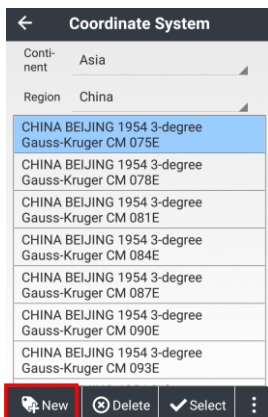 Coordinate System
Conti-
nent
Asia
Region
China
CHINA BEIJING 1954 3-degree
Gauss-Kruger CM 075E
CHINA BEIJING 1954 3-degree
Gauss-Kruger CM 078E
CHINA BEIJING 1954 3-degree
Gauss-Kruger CM 081E
CHINA BEIJING 1954 3-degree
Gauss-Kruger CM 084E
CHINA BEIJING 1954 3-degree
Gauss-Kruger CM 087E
CHINA BEIJING 1954 3-degree
Gauss-Kruger CM 090E
CHINA BEIJING 1954 3-degree
Gauss-Kruger CM 093E
New Delete Select